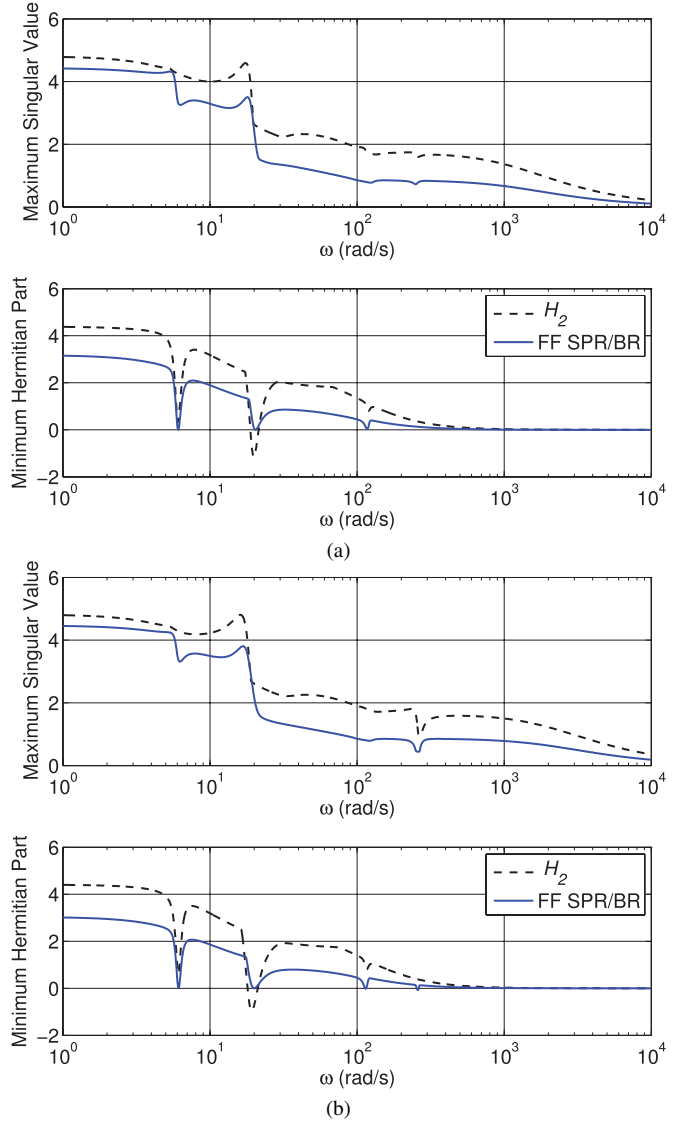 Maximum Singular Value
6
4
2
0
10^0 10^1 10^2 10^3 10^4
ω (rad/s)
Minimum Hermitian Part
6
4
2
0
−2
H_2
FF SPR/BR
10^0 10^1 10^2 10^3 10^4
ω (rad/s)
(a)
Maximum Singular Value
6
4
2
0
10^0 10^1 10^2 10^3 10^4
ω (rad/s)
Minimum Hermitian Part
6
4
2
0
−2
H_2
FF SPR/BR
10^0 10^1 10^2 10^3 10^4
ω (rad/s)
(b)